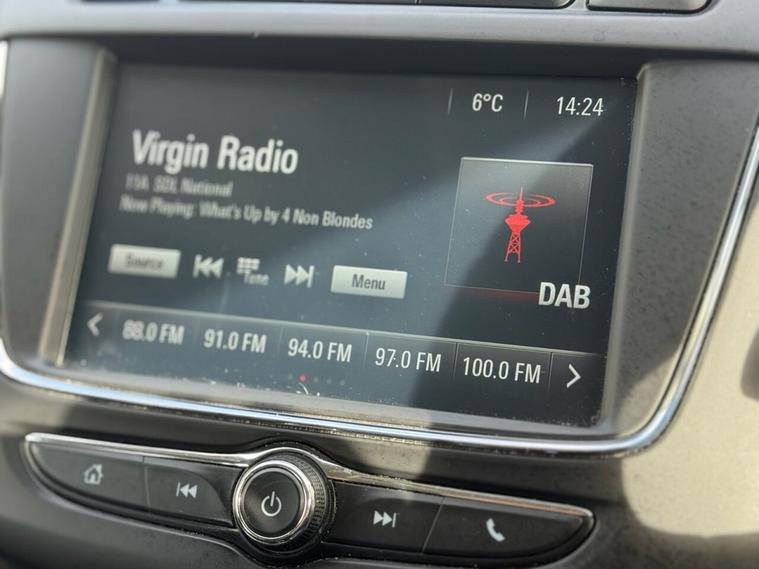 6°C 14:24
Virgin Radio
11A SDL National
Now Playing: What's Up by 4 Non Blondes
Source Tune Menu
DAB
88.0 FM 91.0 FM 94.0 FM 97.0 FM 100.0 FM